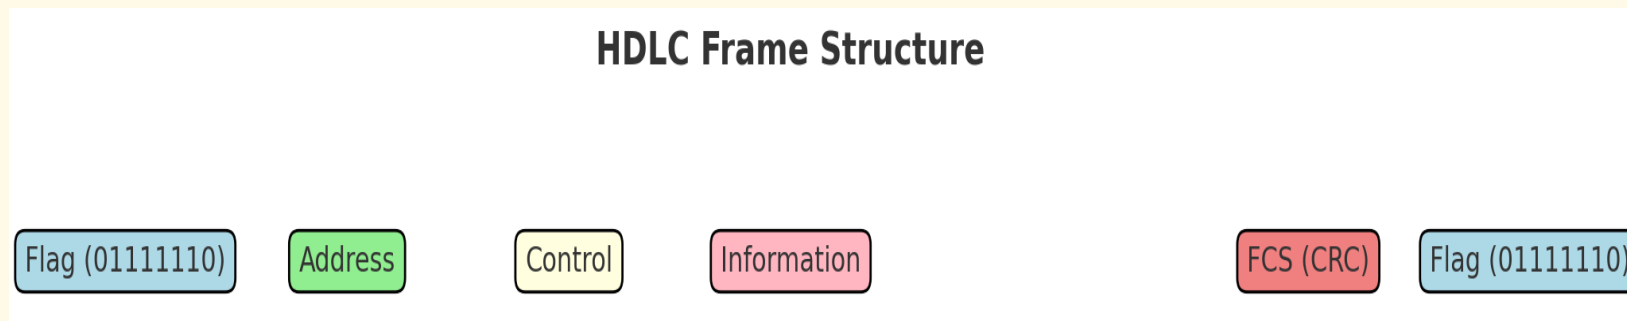 HDLC Frame Structure
Flag (01111110) Address Control Information FCS (CRC) Flag (01111110)